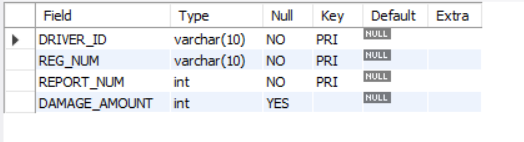 Field Type Null Key Default Extra
DRIVER_ID varchar(10) NO PRI NULL
REG_NUM varchar(10) NO PRI NULL
REPORT_NUM int NO PRI NULL
DAMAGE_AMOUNT int YES NULL